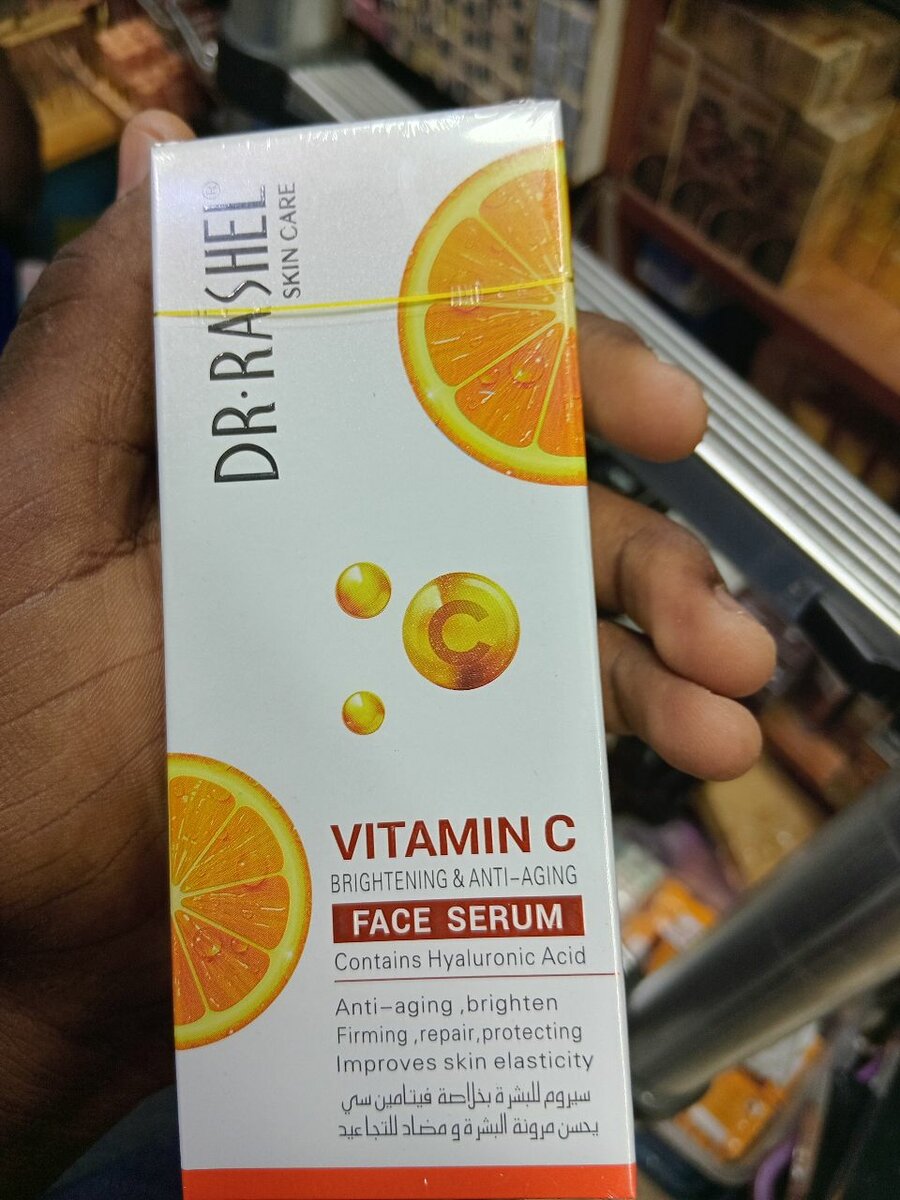 DR·RASHEL®
SKIN CARE
C
VITAMIN C
BRIGHTENING & ANTI-AGING
FACE SERUM
Contains Hyaluronic Acid
Anti-aging ,brighten
Firming ,repair,protecting
Improves skin elasticity
سيروم للبشرة بخلاصة فيتامين سي
يحسن مرونة البشرة و مضاد للتجاعيد